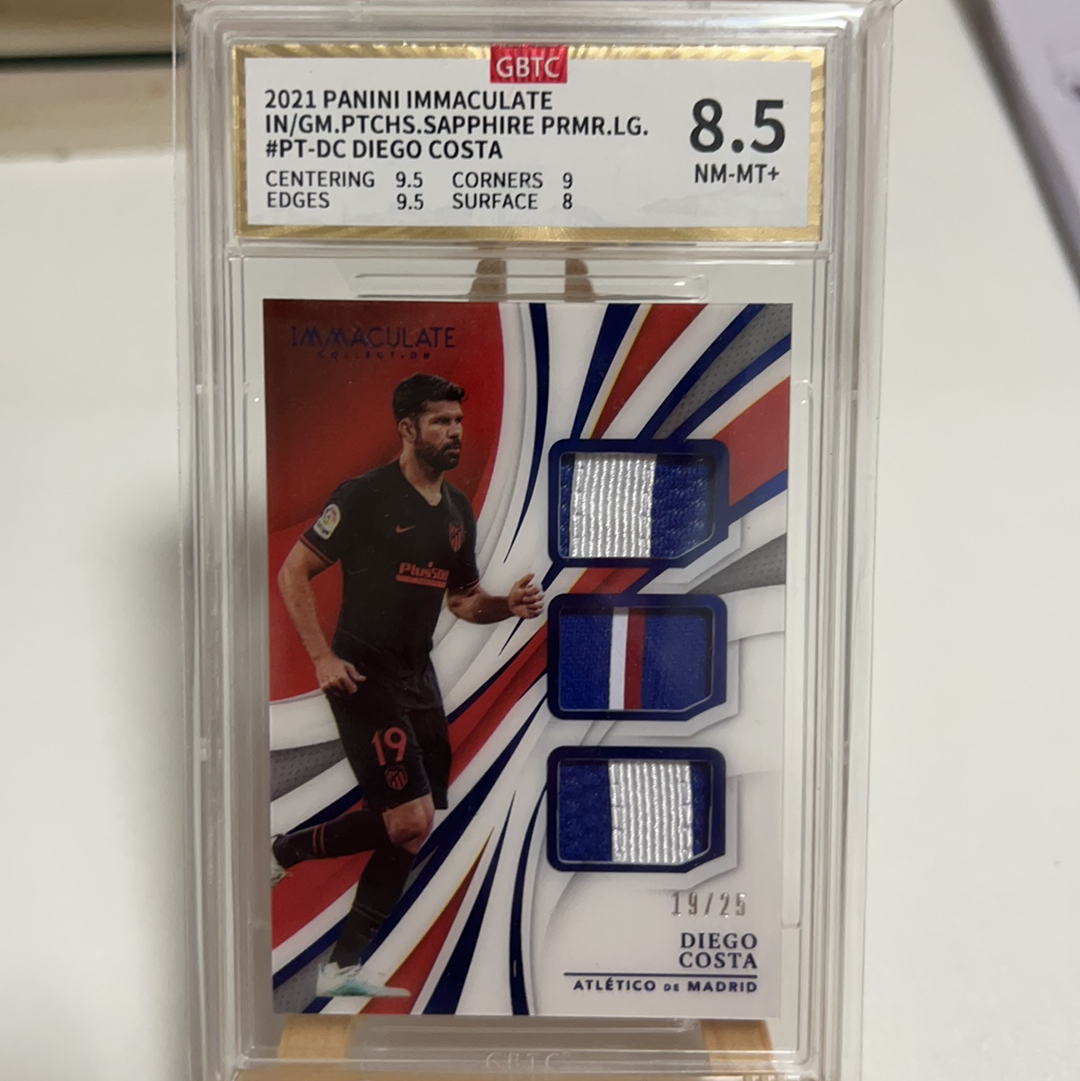 GBTC
2021 PANINI IMMACULATE
IN/GM.PTCHS.SAPPHIRE PRMR.LG.
#PT-DC DIEGO COSTA
CENTERING 9.5 CORNERS 9
EDGES 9.5 SURFACE 8
8.5
NM-MT+
IMMACULATE
COLLECTION
Plus500
19
19/25
DIEGO
COSTA
ATLÉTICO DE MADRID
GBTC